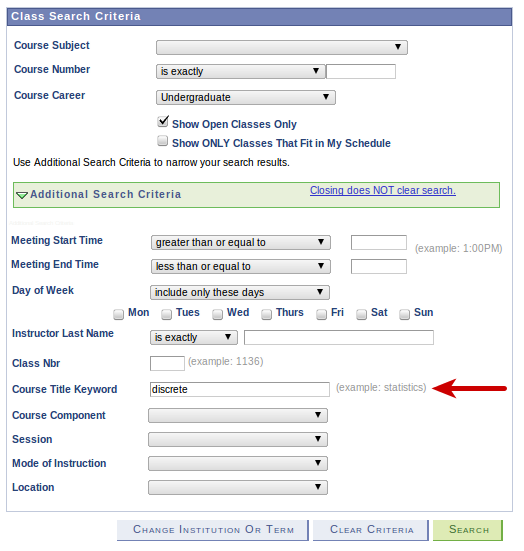 Class Search Criteria
Course Subject
Course Number is exactly
Course Career Undergraduate
Show Open Classes Only
Show ONLY Classes That Fit in My Schedule
Use Additional Search Criteria to narrow your search results.
Additional Search Criteria Closing does NOT clear search.
Meeting Start Time greater than or equal to (example: 1:00PM)
Meeting End Time less than or equal to
Day of Week include only these days
Mon Tues Wed Thurs Fri Sat Sun
Instructor Last Name is exactly
Class Nbr (example: 1136)
Course Title Keyword discrete (example: statistics)
Course Component
Session
Mode of Instruction
Location
Change Institution Or Term Clear Criteria Search